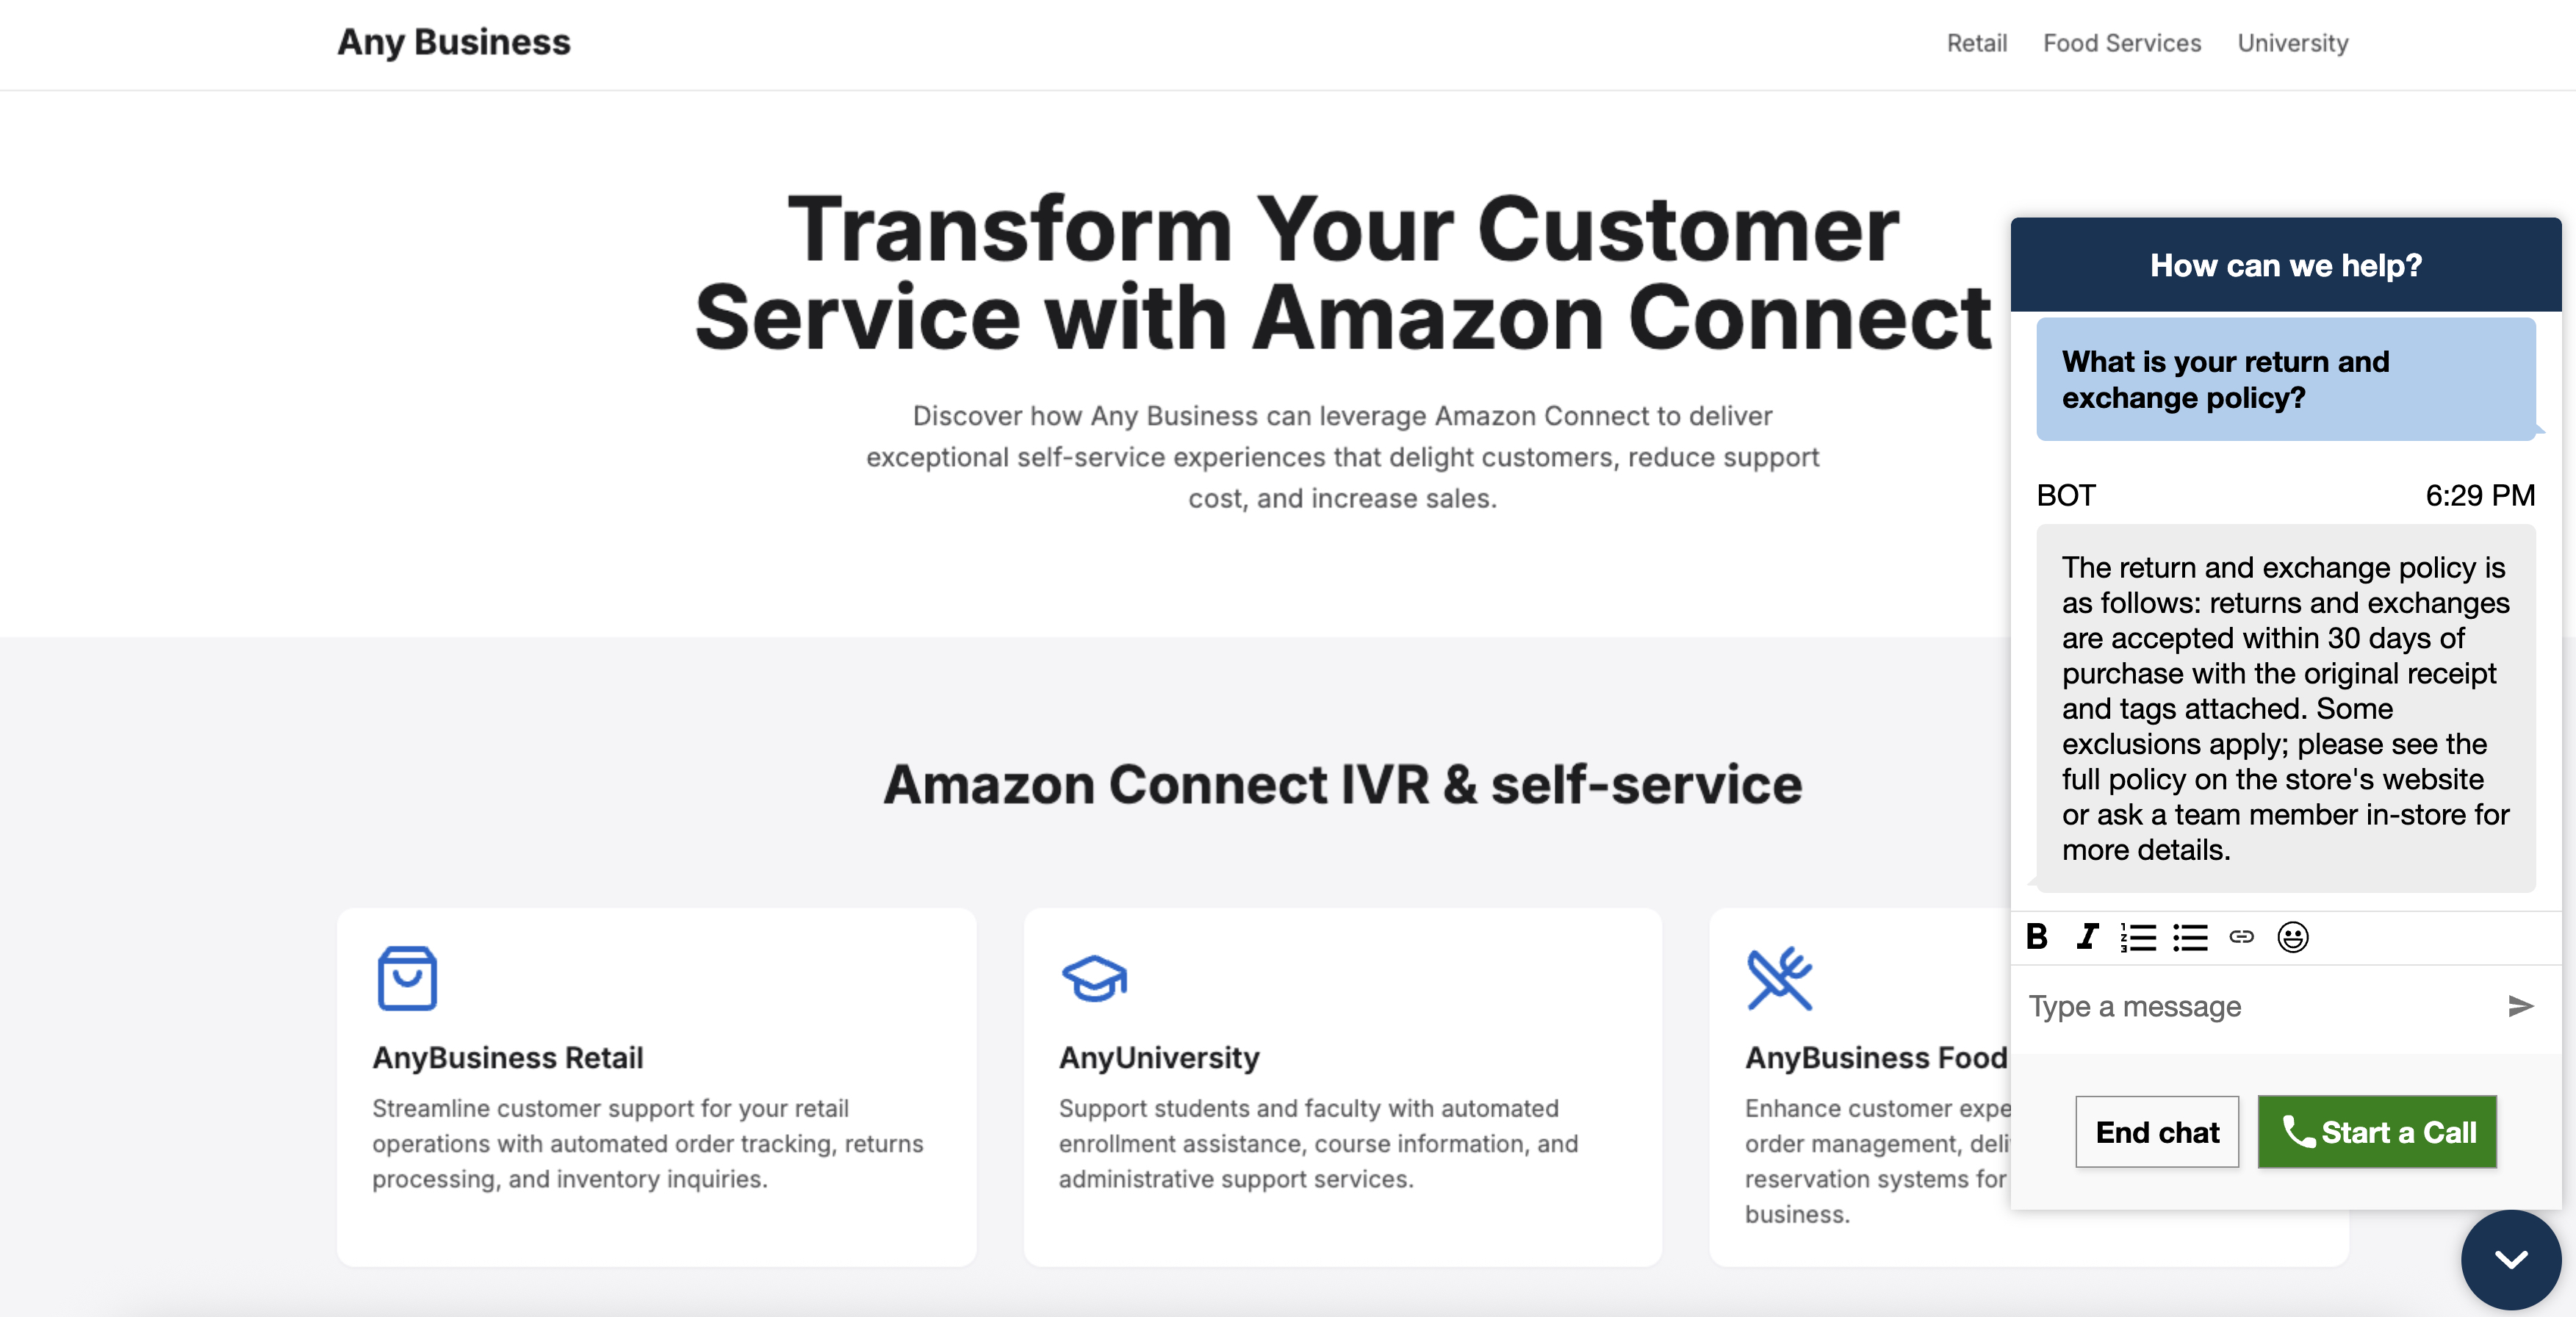 Any Business
Retail
Food Services
University
Transform Your Customer
Service with Amazon Connect
Discover how Any Business can leverage Amazon Connect to deliver
exceptional self-service experiences that delight customers, reduce support
cost, and increase sales.
Amazon Connect IVR & self-service
AnyBusiness Retail
Streamline customer support for your retail
operations with automated order tracking, returns
processing, and inventory inquiries.
AnyUniversity
Support students and faculty with automated
enrollment assistance, course information, and
administrative support services.
AnyBusiness Food
Enhance customer
order management,
reservation systems for
business.
How can we help?
What is your return and
exchange policy?
BOT
6:29 PM
The return and exchange policy is
as follows: returns and exchanges
are accepted within 30 days of
purchase with the original receipt
and tags attached. Some
exclusions apply; please see the
full policy on the store's website
or ask a team member in-store for
more details.
B I
Type a message
End chat
Start a Call